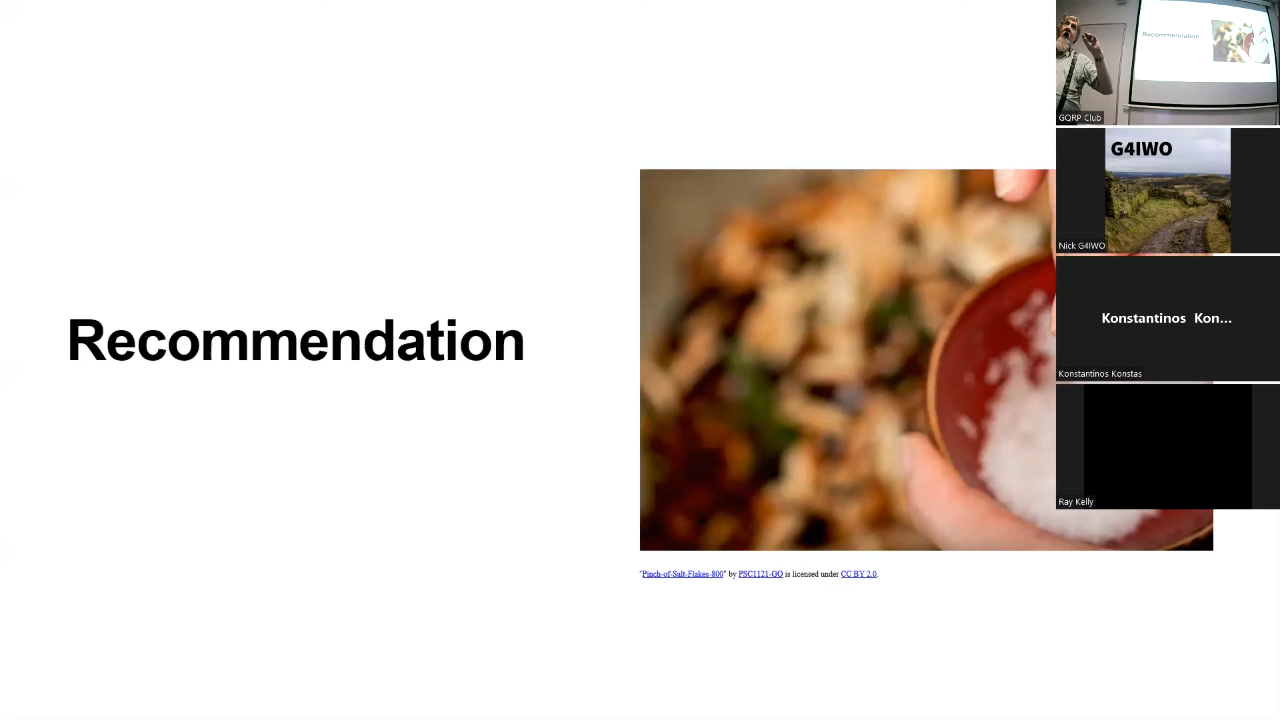 Recommendation
"Pinch-of-Salt-Flakes-800" by PSC1121-GO is licensed under CC BY 2.0.
Recommendation
GQRP Club
G4IWO
Nick G4IWO
Konstantinos Kon...
Konstantinos Konstas
Ray Kelly